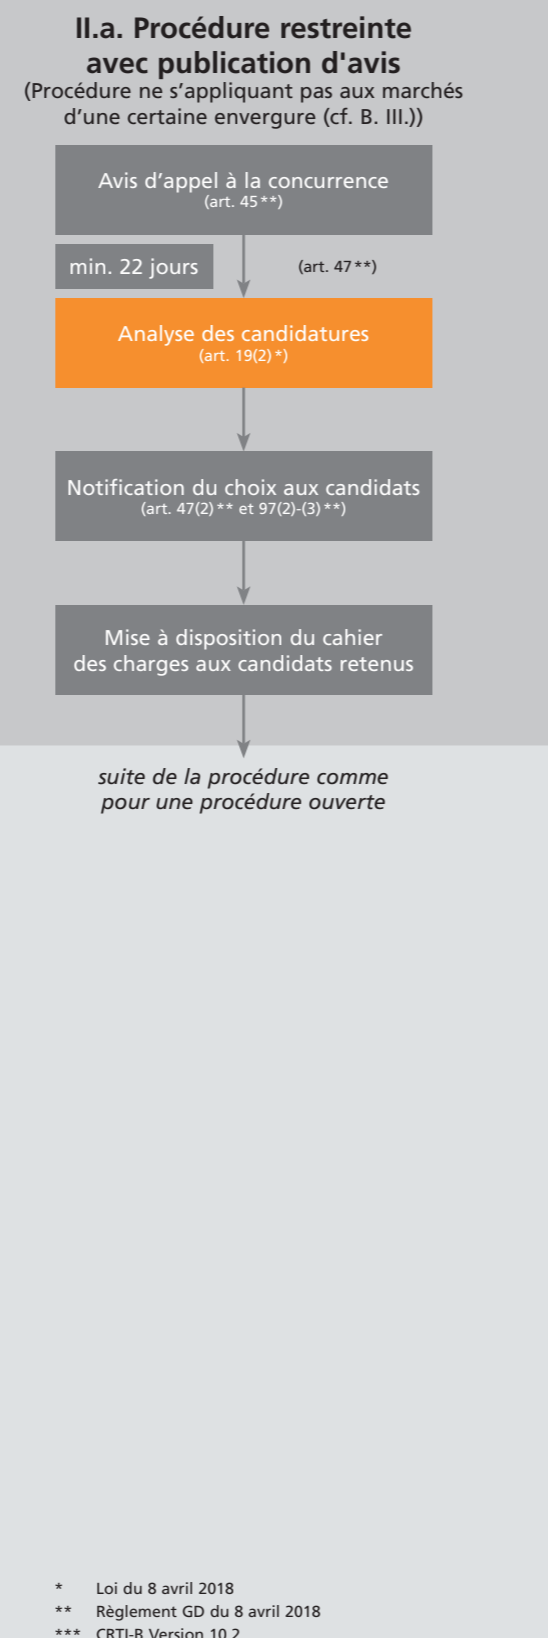 II.a. Procédure restreinte
avec publication d'avis
(Procédure ne s’appliquant pas aux marchés
d’une certaine envergure (cf. B. III.))
Avis d’appel à la concurrence
(art. 45**)
min. 22 jours
(art. 47**)
Analyse des candidatures
(art. 19(2)*)
Notification du choix aux candidats
(art. 47(2)** et 97(2)-(3)**)
Mise à disposition du cahier
des charges aux candidats retenus
suite de la procédure comme
pour une procédure ouverte
* Loi du 8 avril 2018
** Règlement GD du 8 avril 2018
*** CRTI-B Version 10.2